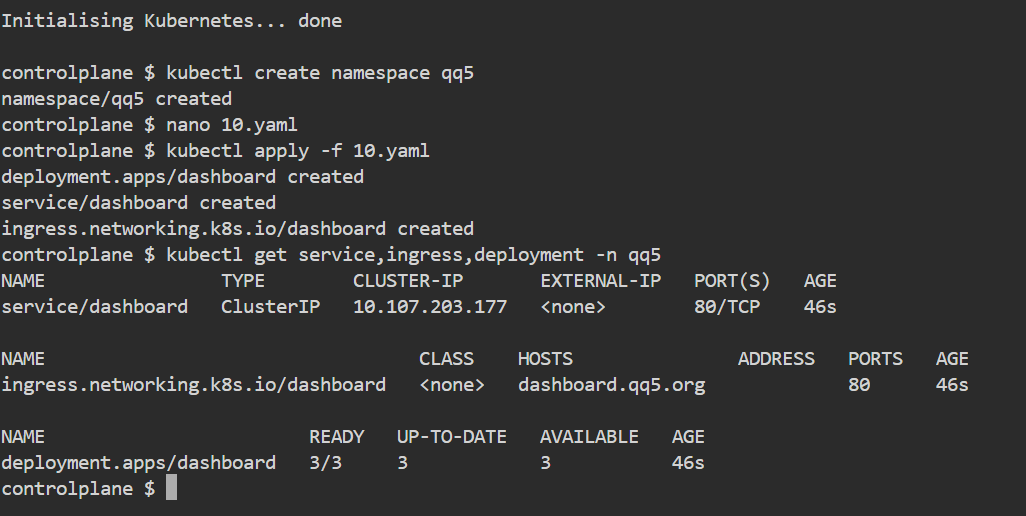 Initialising Kubernetes... done
controlplane $ kubectl create namespace qq5
namespace/qq5 created
controlplane $ nano 10.yaml
controlplane $ kubectl apply -f 10.yaml
deployment.apps/dashboard created
service/dashboard created
ingress.networking.k8s.io/dashboard created
controlplane $ kubectl get service,ingress,deployment -n qq5
NAME                TYPE        CLUSTER-IP       EXTERNAL-IP   PORT(S)   AGE
service/dashboard   ClusterIP   10.107.203.177   <none>        80/TCP    46s
NAME                                  CLASS    HOSTS               ADDRESS   PORTS   AGE
ingress.networking.k8s.io/dashboard   <none>   dashboard.qq5.org             80      46s
NAME                        READY   UP-TO-DATE   AVAILABLE   AGE
deployment.apps/dashboard   3/3     3            3           46s
controlplane $